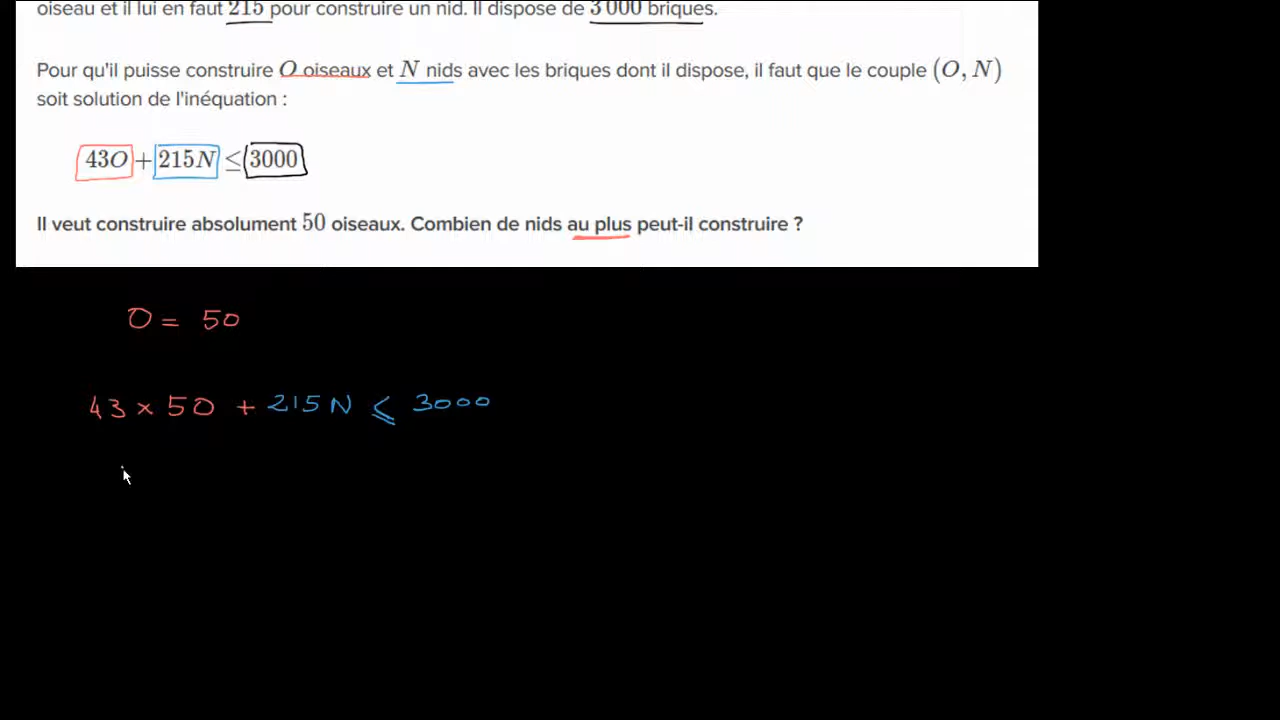 oiseau et il lui en faut 215 pour construire un nid. Il dispose de 3 000 briques.
Pour qu'il puisse construire O oiseaux et N nids avec les briques dont il dispose, il faut que le couple (O, N)
soit solution de l'inéquation :
43O + 215N ≤ 3000
Il veut construire absolument 50 oiseaux. Combien de nids au plus peut-il construire ?
O = 50
43 × 50 + 215 N ≤ 3000